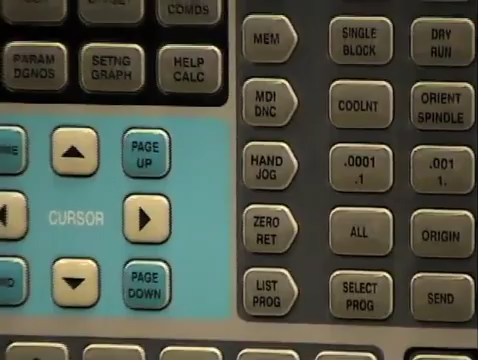 COMDS
PARAM
DGNOS
SETNG
GRAPH
HELP
CALC
PAGE
UP
CURSOR
PAGE
DOWN
MEM
SINGLE
BLOCK
DRY
RUN
MDI
DNC
COOLNT
ORIENT
SPINDLE
HAND
JOG
.0001
.1
.001
1.
ZERO
RET
ALL
ORIGIN
LIST
PROG
SELECT
PROG
SEND